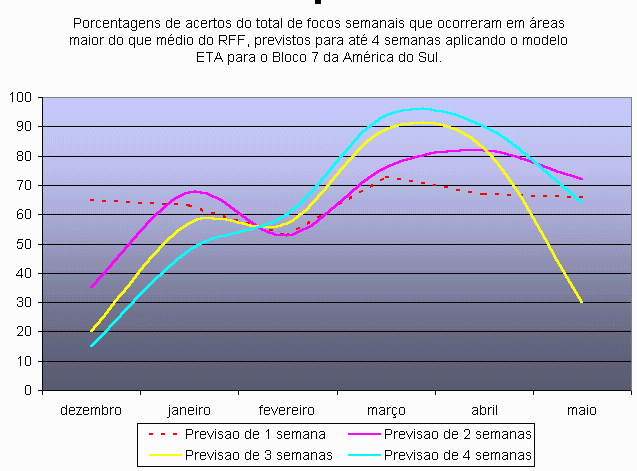 Porcentagens de acertos do total de focos semanais que ocorreram em áreas
maior do que médio do RFF, previstos para até 4 semanas aplicando o modelo
ETA para o Bloco 7 da América do Sul.
100
90
80
70
60
50
40
30
20
10
0
dezembro janeiro fevereiro março abril maio
Previsao de 1 semana Previsao de 2 semanas
Previsao de 3 semanas Previsao de 4 semanas